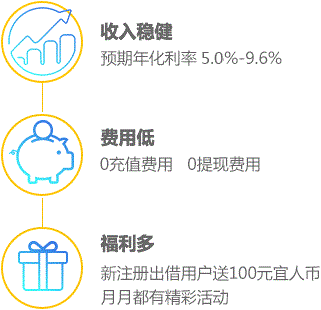 收入稳健
预期年化利率 5.0%-9.6%
费用低
0充值费用 0提现费用
福利多
新注册出借用户送100元宜人币
月月都有精彩活动